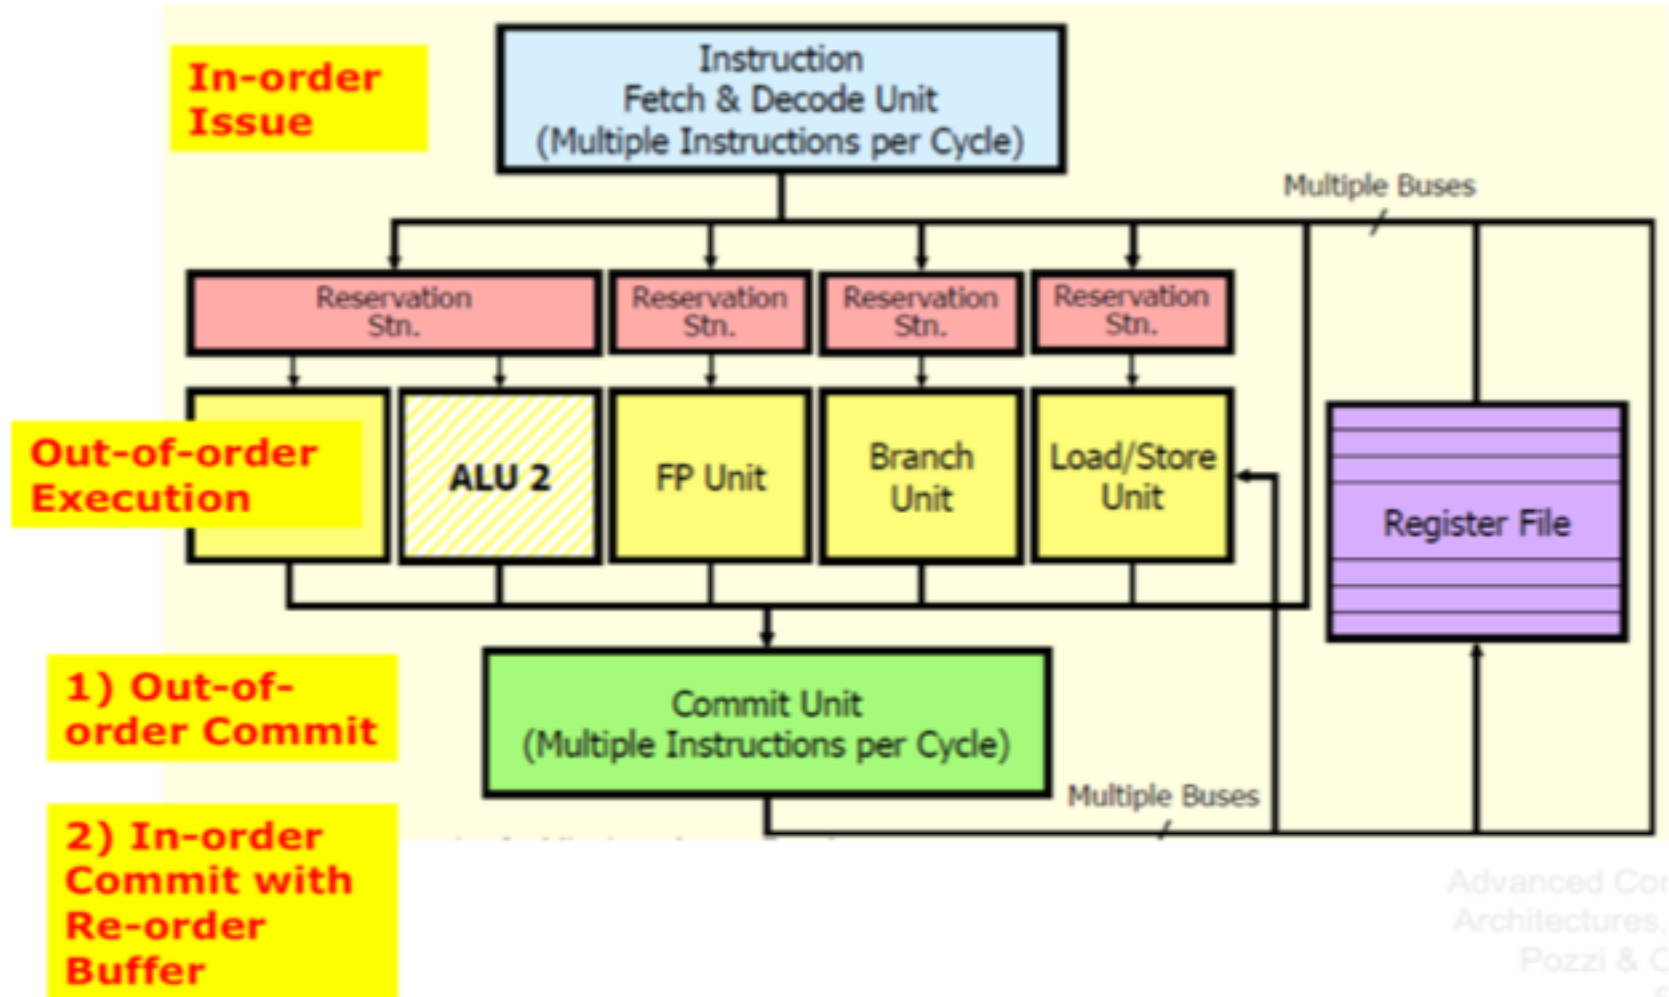 In-order
Issue
Instruction
Fetch & Decode Unit
(Multiple Instructions per Cycle)
Multiple Buses
Reservation
Stn.
Reservation
Stn.
Reservation
Stn.
Reservation
Stn.
Out-of-order
Execution
ALU 2
FP Unit
Branch
Unit
Load/Store
Unit
Register File
1) Out-of-
order Commit
Commit Unit
(Multiple Instructions per Cycle)
Multiple Buses
2) In-order
Commit with
Re-order
Buffer
Advanced
Architectures,
Pozzi &